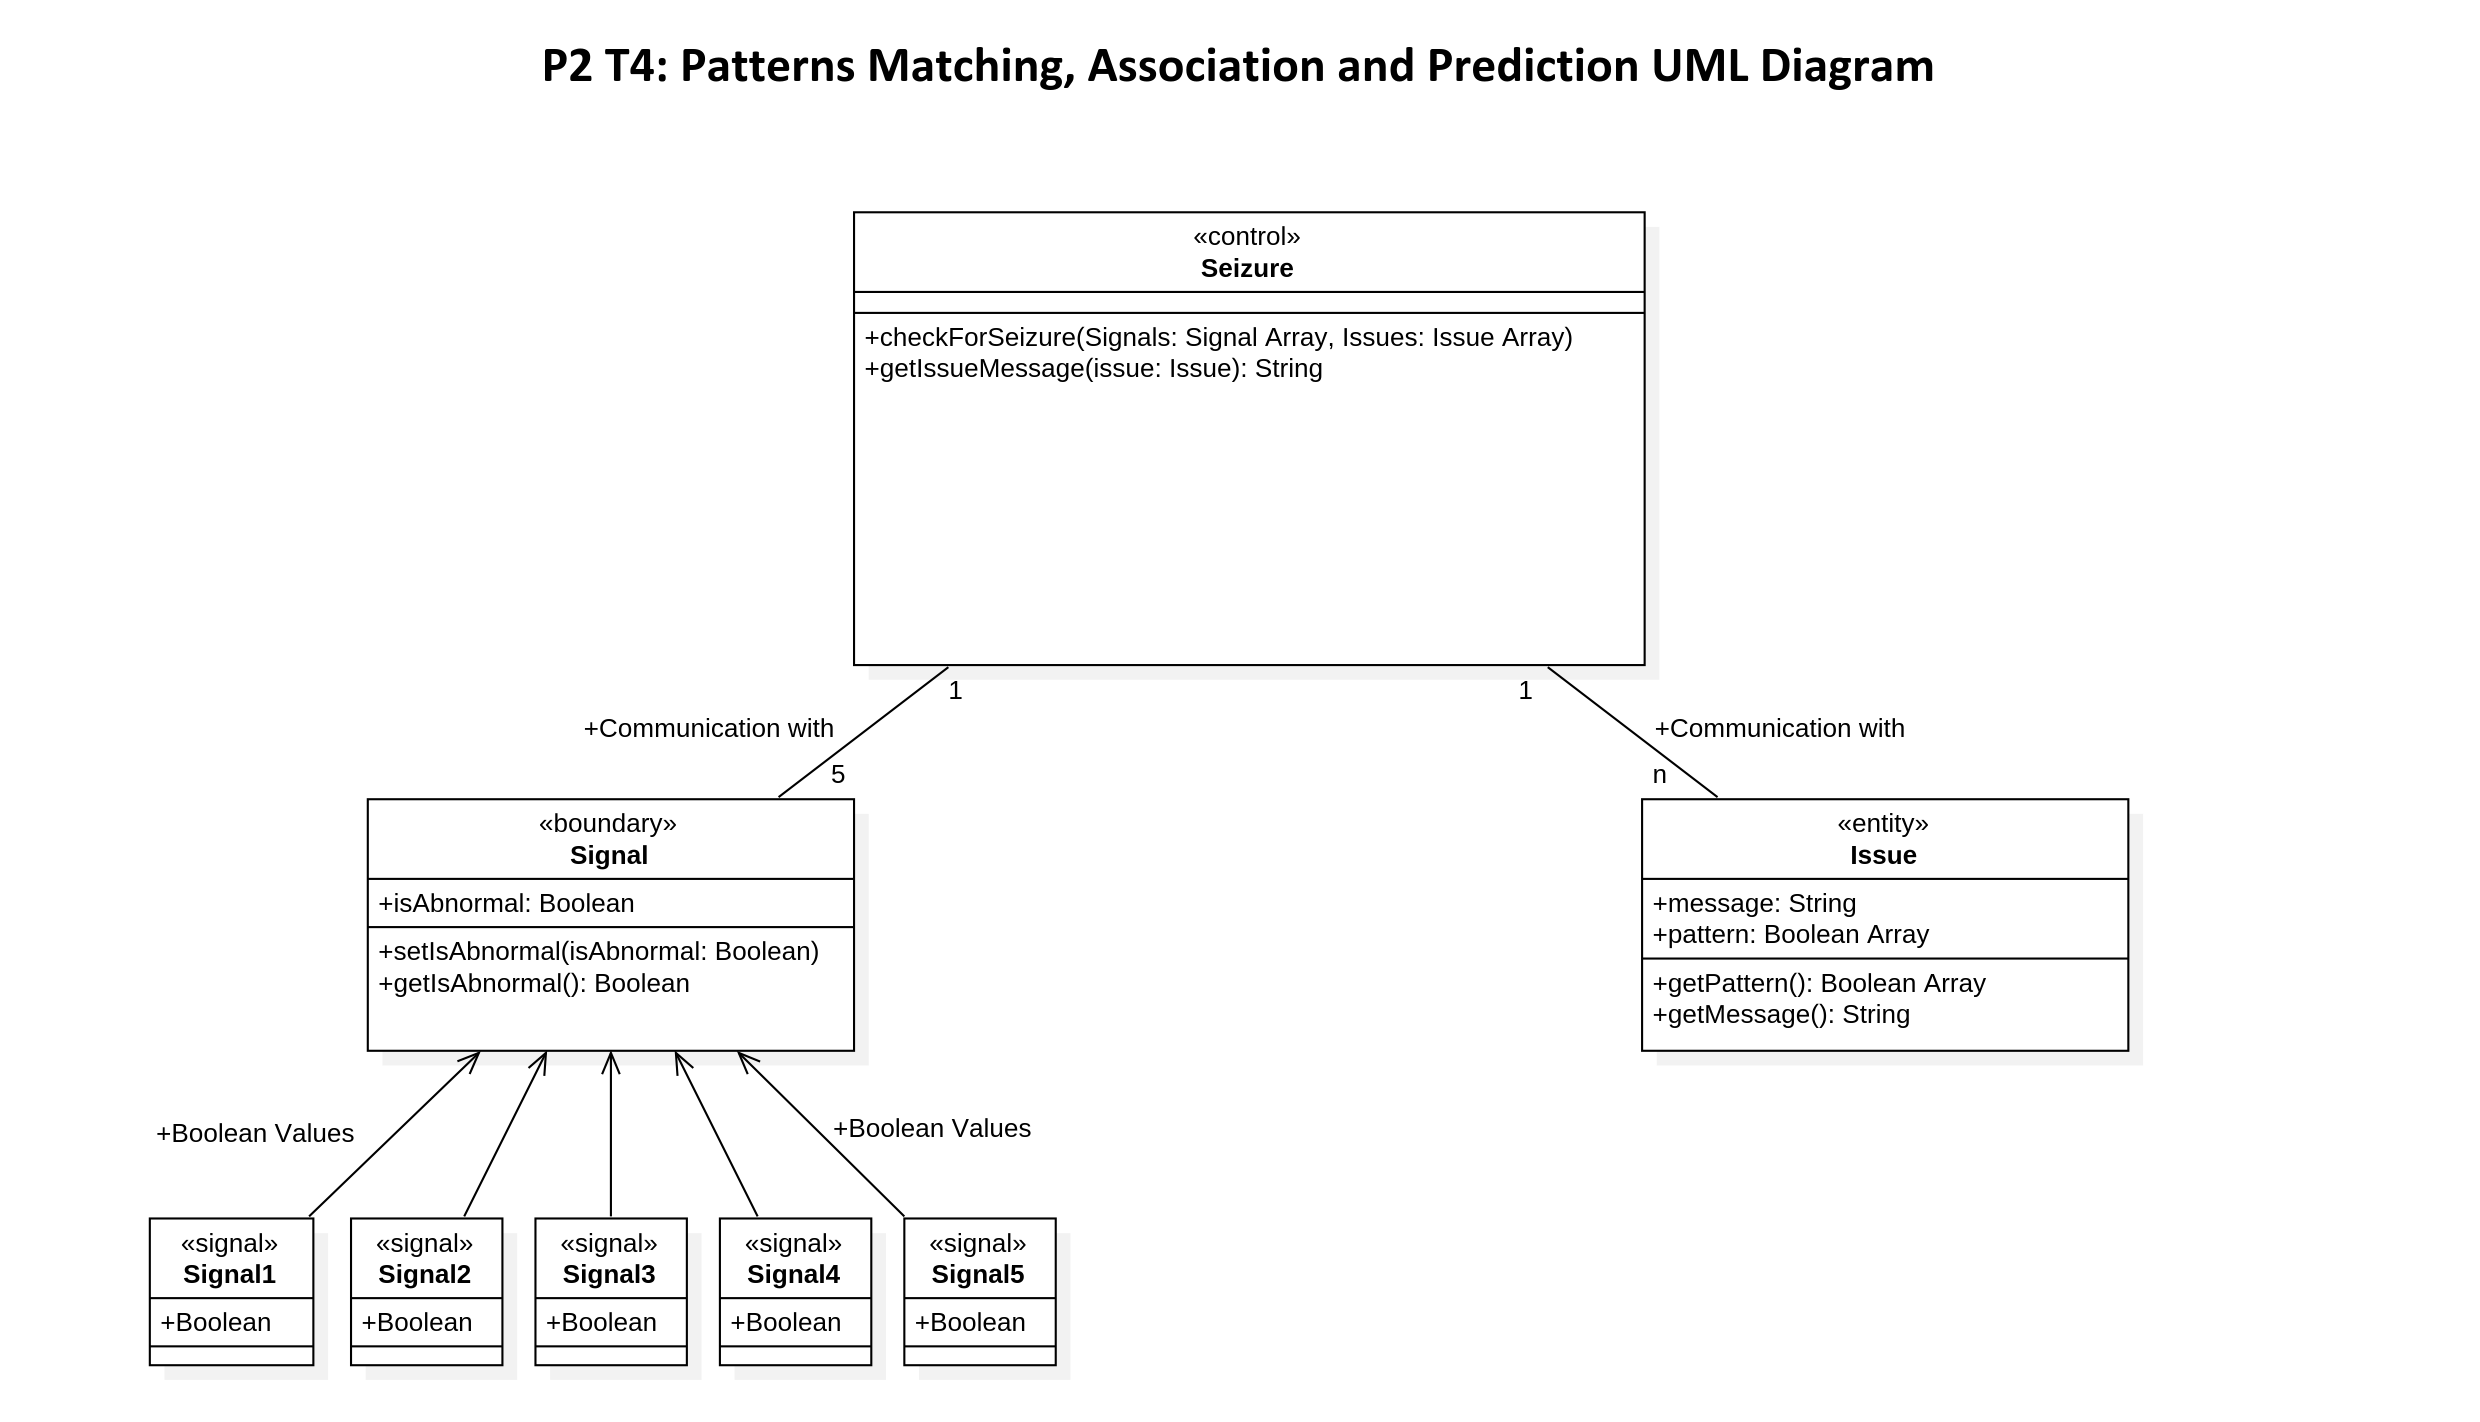 P2 T4: Patterns Matching, Association and Prediction UML Diagram
«control»
Seizure
+checkForSeizure(Signals: Signal Array, Issues: Issue Array)
+getIssueMessage(issue: Issue): String
1
1
+Communication with
+Communication with
5
n
«boundary»
Signal
+isAbnormal: Boolean
+setIsAbnormal(isAbnormal: Boolean)
+getIsAbnormal(): Boolean
«entity»
Issue
+message: String
+pattern: Boolean Array
+getPattern(): Boolean Array
+getMessage(): String
+Boolean Values
+Boolean Values
«signal»
Signal1
+Boolean
«signal»
Signal2
+Boolean
«signal»
Signal3
+Boolean
«signal»
Signal4
+Boolean
«signal»
Signal5
+Boolean